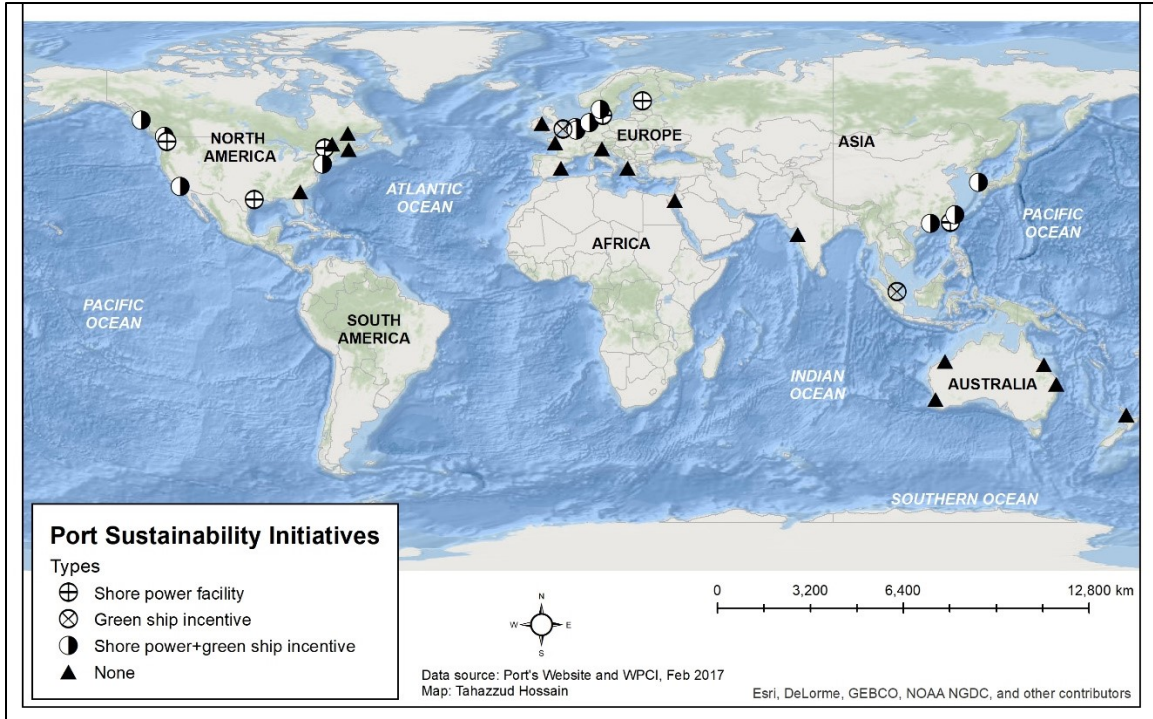 NORTH
AMERICA
EUROPE
ASIA
ATLANTIC
OCEAN
PACIFIC
OCEAN
AFRICA
PACIFIC
OCEAN
SOUTH
AMERICA
INDIAN
OCEAN
AUSTRALIA
SOUTHERN OCEAN
Port Sustainability Initiatives
Types
Shore power facility
Green ship incentive
Shore power+green ship incentive
None
0 3,200 6,400 12,800 km
N
W E
S
Data source: Port's Website and WPCI, Feb 2017
Map: Tahazzud Hossain
Esri, DeLorme, GEBCO, NOAA NGDC, and other contributors